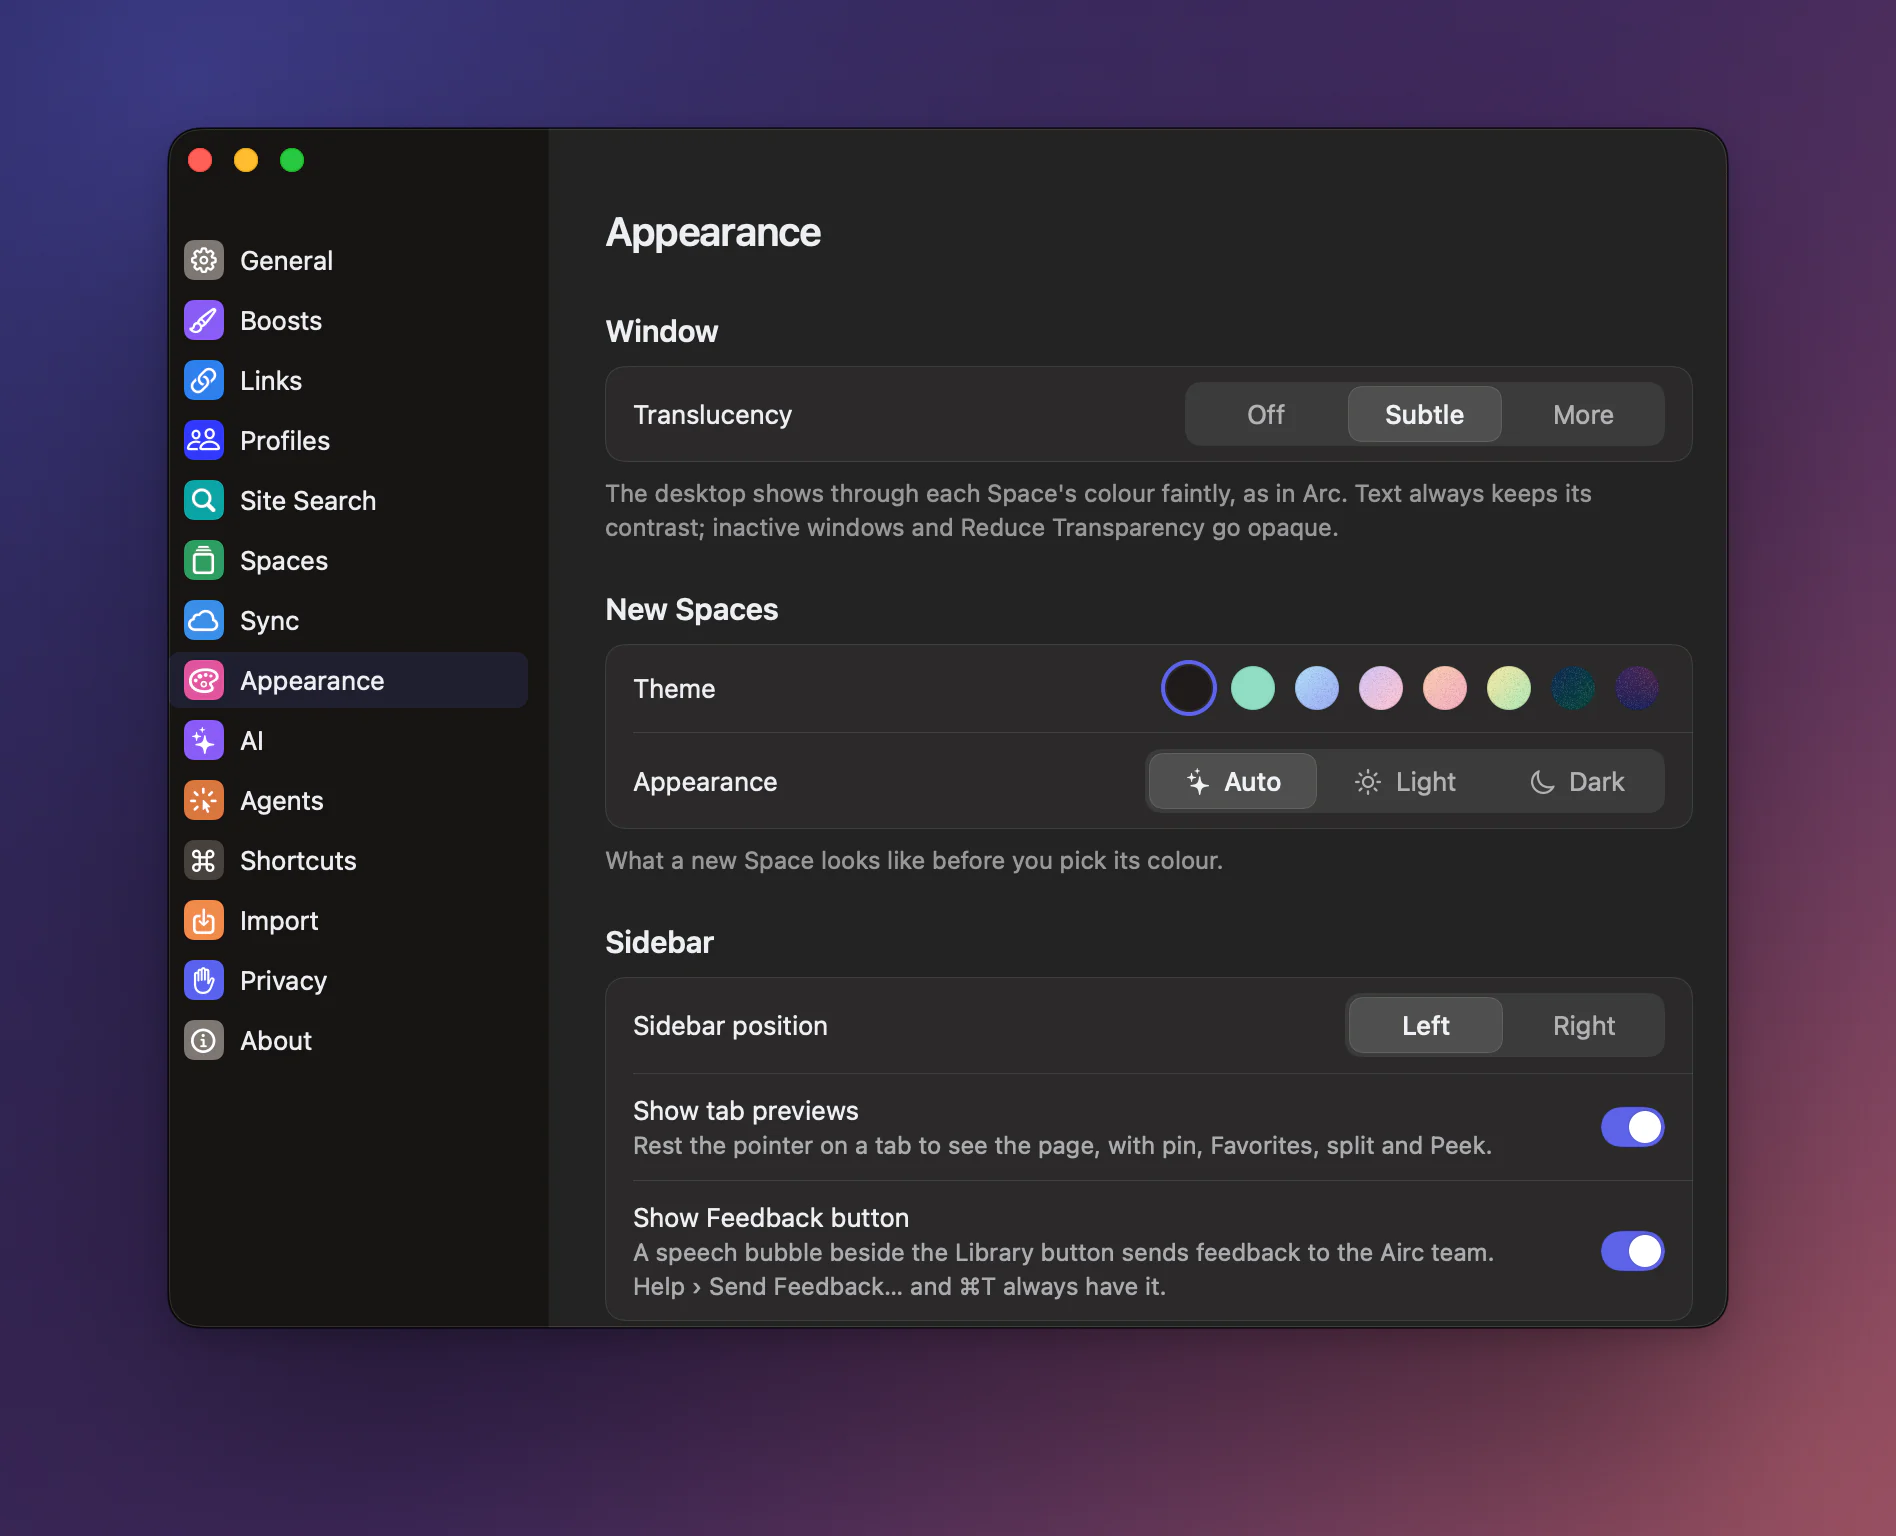 General
Boosts
Links
Profiles
Site Search
Spaces
Sync
Appearance
AI
Agents
Shortcuts
Import
Privacy
About
Appearance
Window
Translucency
Off
Subtle
More
The desktop shows through each Space's colour faintly, as in Arc. Text always keeps its
contrast; inactive windows and Reduce Transparency go opaque.
New Spaces
Theme
Appearance
Auto
Light
Dark
What a new Space looks like before you pick its colour.
Sidebar
Sidebar position
Left
Right
Show tab previews
Rest the pointer on a tab to see the page, with pin, Favorites, split and Peek.
Show Feedback button
A speech bubble beside the Library button sends feedback to the Airc team.
Help › Send Feedback... and ⌘T always have it.